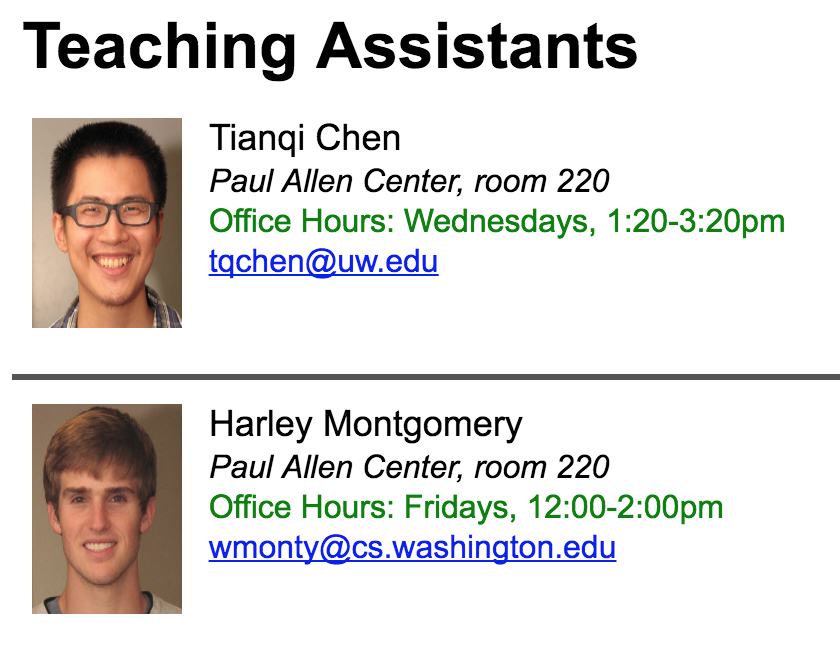 Teaching Assistants
Tianqi Chen
Paul Allen Center, room 220
Office Hours: Wednesdays, 1:20-3:20pm
tqchen@uw.edu
Harley Montgomery
Paul Allen Center, room 220
Office Hours: Fridays, 12:00-2:00pm
wmonty@cs.washington.edu